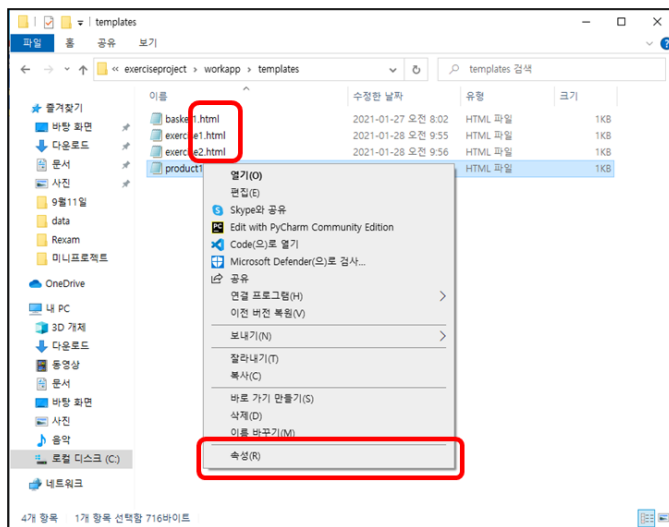 templates
파일 홈 공유 보기
« exerciseproject > workapp > templates
templates 검색
이름 수정한 날짜 유형 크기
basket1.html 2021-01-27 오전 8:02 HTML 파일 1KB
exercise1.html 2021-01-28 오전 9:55 HTML 파일 1KB
exercise2.html 2021-01-28 오전 9:56 HTML 파일 1KB
product1 HTML 파일 1KB
즐겨찾기
바탕 화면
다운로드
문서
사진
9월11일
data
Rexam
미니프로젝트
OneDrive
내 PC
3D 개체
다운로드
동영상
문서
바탕 화면
사진
음악
로컬 디스크 (C:)
네트워크
열기(O)
편집(E)
Skype와 공유
Edit with PyCharm Community Edition
Code(으)로 열기
Microsoft Defender(으)로 검사...
공유
연결 프로그램(H)
이전 버전 복원(V)
보내기(N)
잘라내기(T)
복사(C)
바로 가기 만들기(S)
삭제(D)
이름 바꾸기(M)
속성(R)
4개 항목 1개 항목 선택함 716바이트